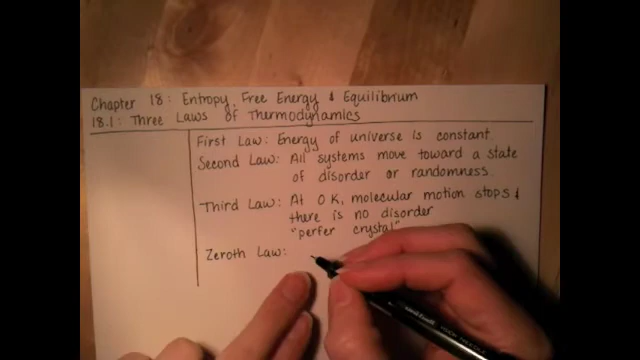 Chapter 18: Entropy, Free Energy & Equilibrium
18.1: Three Laws of Thermodynamics
First Law: Energy of universe is constant.
Second Law: All systems move toward a state
of disorder or randomness.
Third Law: At 0 K, molecular motion stops &
there is no disorder
"perfer crystal"
Zeroth Law: